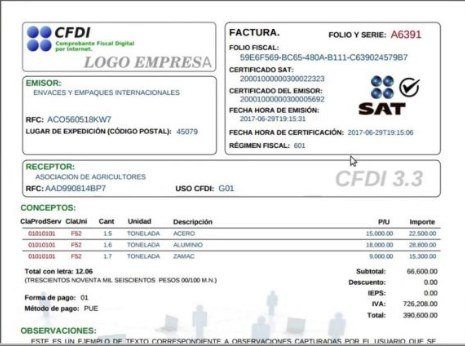 CFDI
Comprobante Fiscal Digital
por Internet.
LOGO EMPRESA
FACTURA. FOLIO Y SERIE: A6391
FOLIO FISCAL:
59E6F569-BC65-480A-B111-C639024579B7
CERTIFICADO SAT:
20001000000300022323
CERTIFICADO DEL EMISOR:
20001000000300005692
FECHA HORA DE EMISIÓN:
2017-06-29T19:15:31
FECHA HORA DE CERTIFICACIÓN: 2017-06-29T19:15:06
RÉGIMEN FISCAL: 601
SAT
EMISOR:
ENVACES Y EMPAQUES INTERNACIONALES
RFC: ACO560518KW7
LUGAR DE EXPEDICIÓN (CÓDIGO POSTAL): 45079
RECEPTOR:
ASOCIACION DE AGRICULTORES
RFC: AAD990814BP7 USO CFDI: G01
CFDI 3.3
CONCEPTOS:
ClaProdServ ClaUni Cant Unidad Descripción P/U Importe
01010101 F52 1.5 TONELADA ACERO 15,000.00 22,500.00
01010101 F52 1.6 TONELADA ALUMINIO 18,000.00 28,800.00
01010101 F52 1.7 TONELADA ZAMAC 9,000.00 15,300.00
Total con letra: 12.06
(TRESCIENTOS NOVENTA MIL SEISCIENTOS PESOS 00/100 M.N.)
Forma de pago: 01
Método de pago: PUE
Subtotal: 66,600.00
Descuento: 0.00
IEPS: 0.00
IVA: 726,208.00
Total: 390,600.00
OBSERVACIONES:
ESTE ES UN EJEMPLO DE TEXTO CORRESPONDIENTE A OBSERVACIONES CAPTURADAS POR EL USUARIO QUE SE